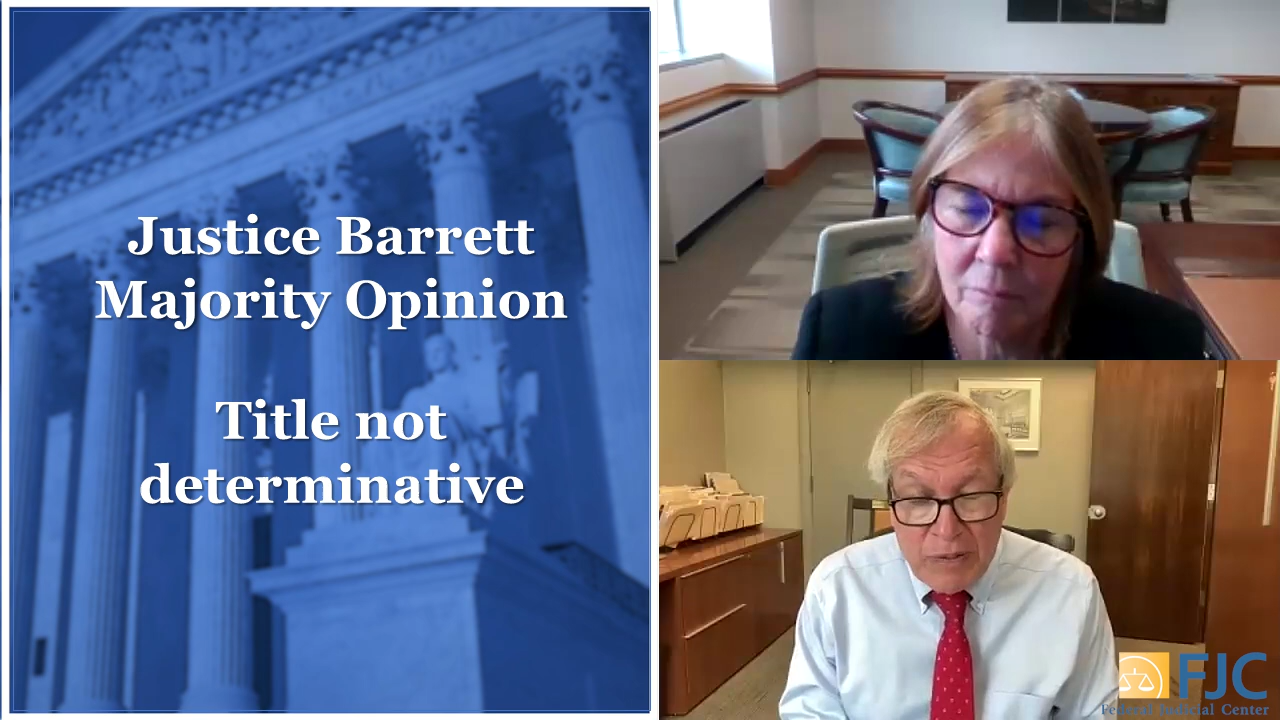 Justice Barrett
Majority Opinion
Title not
determinative
FJC
Federal Judicial Center